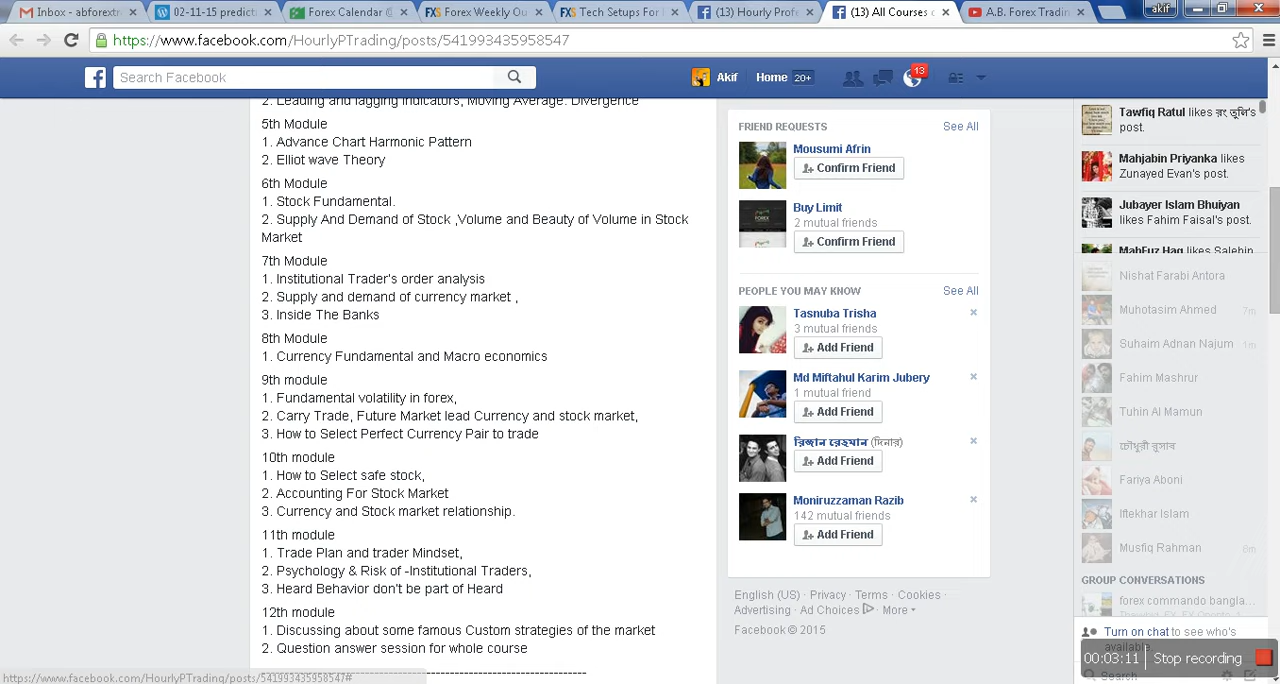 Inbox - abforextra
02-11-15 predicti
Forex Calendar @
Forex Weekly Ou
Tech Setups For
(13) Hourly Profe
(13) All Courses o
A.B. Forex Tradin
akif
https://www.facebook.com/HourlyPTrading/posts/541993435958547
Search Facebook
Akif
Home 20+
13
2. Leading and lagging indicators, Moving Average. Divergence
5th Module
1. Advance Chart Harmonic Pattern
2. Elliot wave Theory
6th Module
1. Stock Fundamental.
2. Supply And Demand of Stock ,Volume and Beauty of Volume in Stock
Market
7th Module
1. Institutional Trader's order analysis
2. Supply and demand of currency market ,
3. Inside The Banks
8th Module
1. Currency Fundamental and Macro economics
9th module
1. Fundamental volatility in forex,
2. Carry Trade, Future Market lead Currency and stock market,
3. How to Select Perfect Currency Pair to trade
10th module
1. How to Select safe stock,
2. Accounting For Stock Market
3. Currency and Stock market relationship.
11th module
1. Trade Plan and trader Mindset,
2. Psychology & Risk of -Institutional Traders,
3. Heard Behavior don't be part of Heard
12th module
1. Discussing about some famous Custom strategies of the market
2. Question answer session for whole course
https://www.facebook.com/HourlyPTrading/posts/541993435958547#
FRIEND REQUESTS
See All
Mousumi Afrin
Confirm Friend
Buy Limit
2 mutual friends
Confirm Friend
PEOPLE YOU MAY KNOW
See All
Tasnuba Trisha
3 mutual friends
Add Friend
Md Miftahul Karim Jubery
1 mutual friend
Add Friend
রিজান রেহমান (দিনার)
Add Friend
Moniruzzaman Razib
142 mutual friends
Add Friend
English (US) · Privacy · Terms · Cookies ·
Advertising · Ad Choices · More
Facebook © 2015
Tawfiq Ratul likes রং তুলি's
post.
Mahjabin Priyanka likes
Zunayed Evan's post.
Jubayer Islam Bhuiyan
likes Fahim Faisal's post.
MahFuz Haq likes Salehin
Nishat Farabi Antora
Muhotasim Ahmed 7m
Suhaim Adnan Najum 1m
Fahim Mashrur
Tuhin Al Mamun
চৌধুরী রুসাব
Fariya Aboni
Iftekhar Islam
Musfiq Rahman 8m
GROUP CONVERSATIONS
forex commando bangla...
Turn on chat to see who's
available.
00:03:11 Stop recording
Search